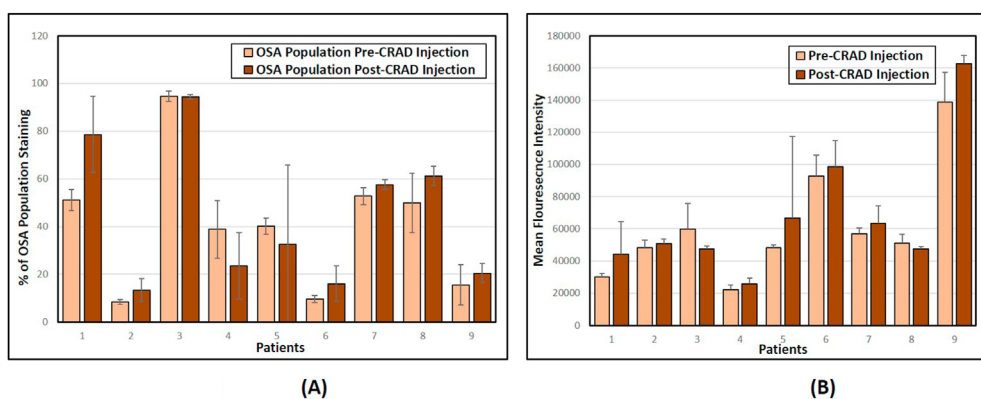 120
100
80
60
40
20
0
% of OSA Population Staining
OSA Population Pre-CRAD Injection
OSA Population Post-CRAD Injection
1 2 3 4 5 6 7 8 9
Patients
(A)
180000
160000
140000
120000
100000
80000
60000
40000
20000
0
Mean Flouresecnce Intensity
Pre-CRAD Injection
Post-CRAD Injection
1 2 3 4 5 6 7 8 9
Patients
(B)